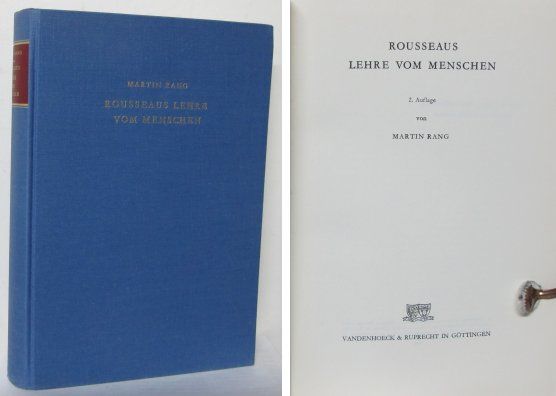 MARTIN RANG
ROUSSEAUS LEHRE
VOM MENSCHEN
ROUSSEAUS
LEHRE VOM MENSCHEN
2. Auflage
von
MARTIN RANG
VANDENHOECK & RUPRECHT IN GÖTTINGEN